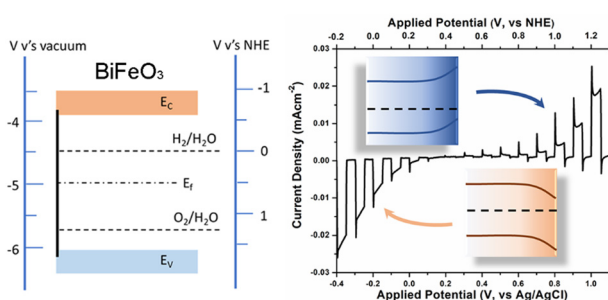 V v's vacuum
V v's NHE
BiFeO3
E_C
-1
-4
H2/H2O
0
-5
E_f
O2/H2O
1
-6
E_V
Applied Potential (V, vs NHE)
-0.2 0.0 0.2 0.4 0.6 0.8 1.0 1.2
Current Density (mAcm-2)
0.03
0.02
0.01
0.00
-0.01
-0.02
-0.03
-0.4 -0.2 0.0 0.2 0.4 0.6 0.8 1.0
Applied Potential (V, vs Ag/AgCl)